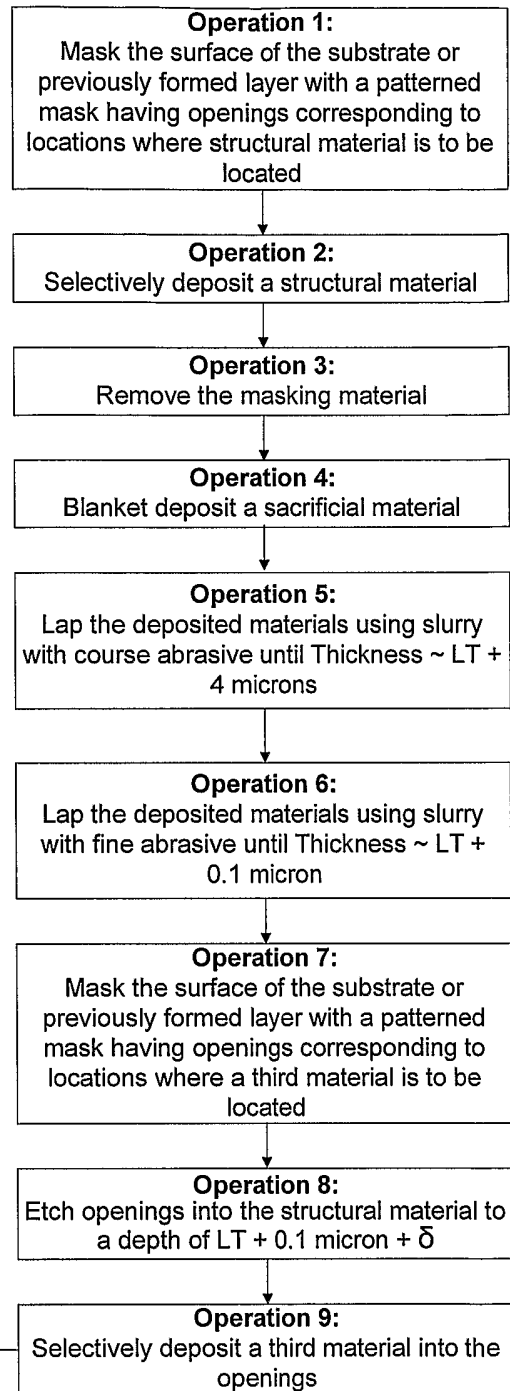 Operation 1:
Mask the surface of the substrate or
previously formed layer with a patterned
mask having openings corresponding to
locations where structural material is to be
located
Operation 2:
Selectively deposit a structural material
Operation 3:
Remove the masking material
Operation 4:
Blanket deposit a sacrificial material
Operation 5:
Lap the deposited materials using slurry
with course abrasive until Thickness ~ LT +
4 microns
Operation 6:
Lap the deposited materials using slurry
with fine abrasive until Thickness ~ LT +
0.1 micron
Operation 7:
Mask the surface of the substrate or
previously formed layer with a patterned
mask having openings corresponding to
locations where a third material is to be
located
Operation 8:
Etch openings into the structural material to
a depth of LT + 0.1 micron + δ
Operation 9:
Selectively deposit a third material into the
openings